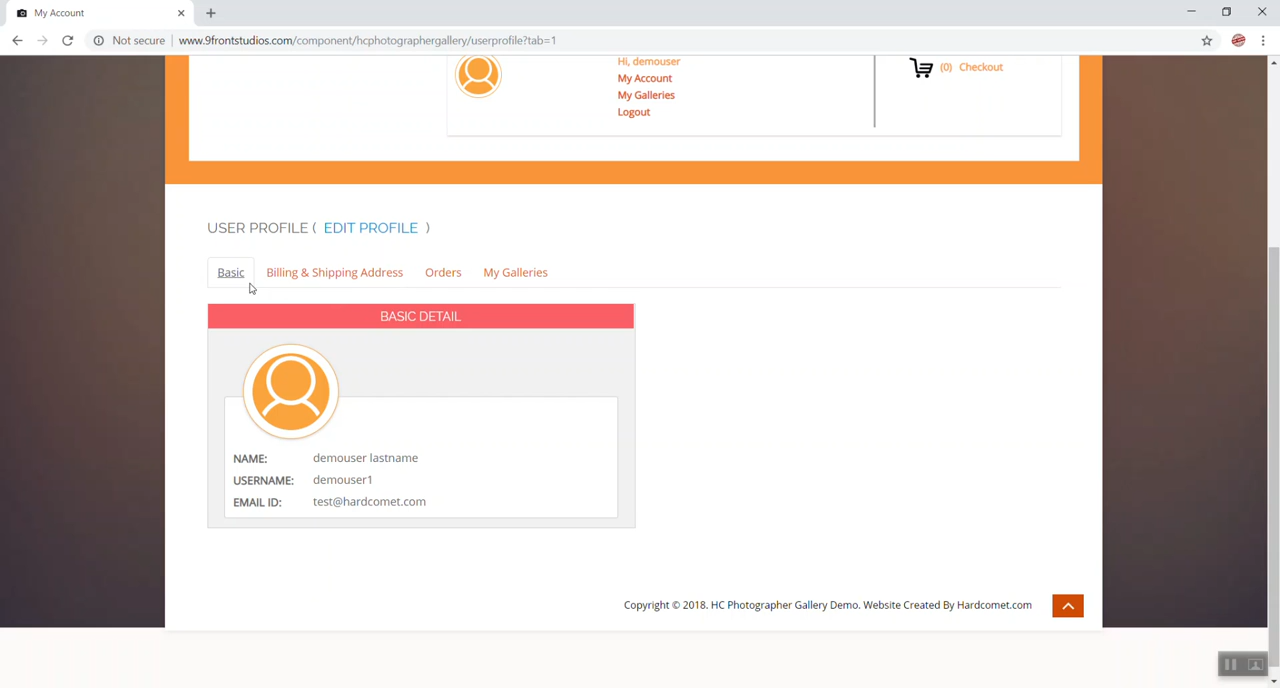 My Account
Not secure www.9frontstudios.com/component/hcphotographergallery/userprofile?tab=1
Hi, demouser
My Account
My Galleries
Logout
(0) Checkout
USER PROFILE ( EDIT PROFILE )
Basic Billing & Shipping Address Orders My Galleries
BASIC DETAIL
NAME: demouser lastname
USERNAME: demouser1
EMAIL ID: test@hardcomet.com
Copyright © 2018. HC Photographer Gallery Demo. Website Created By Hardcomet.com